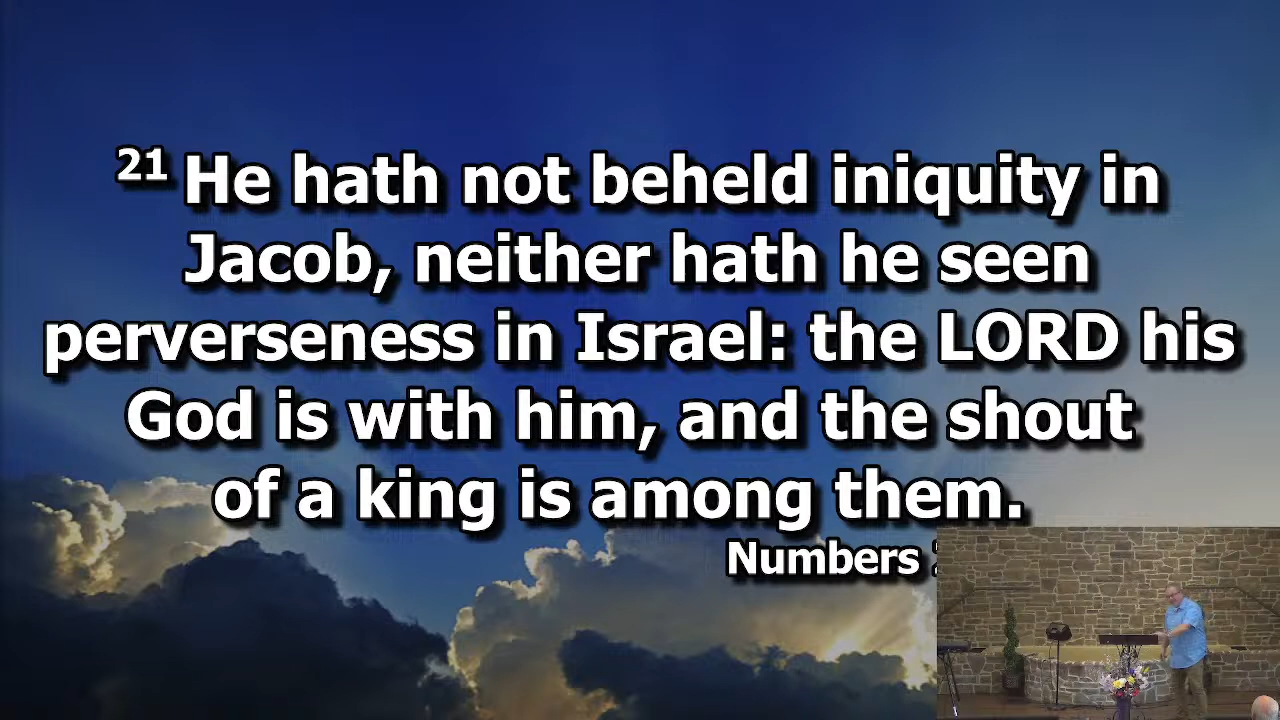 21 He hath not beheld iniquity in
Jacob, neither hath he seen
perverseness in Israel: the LORD his
God is with him, and the shout
of a king is among them.
Numbers